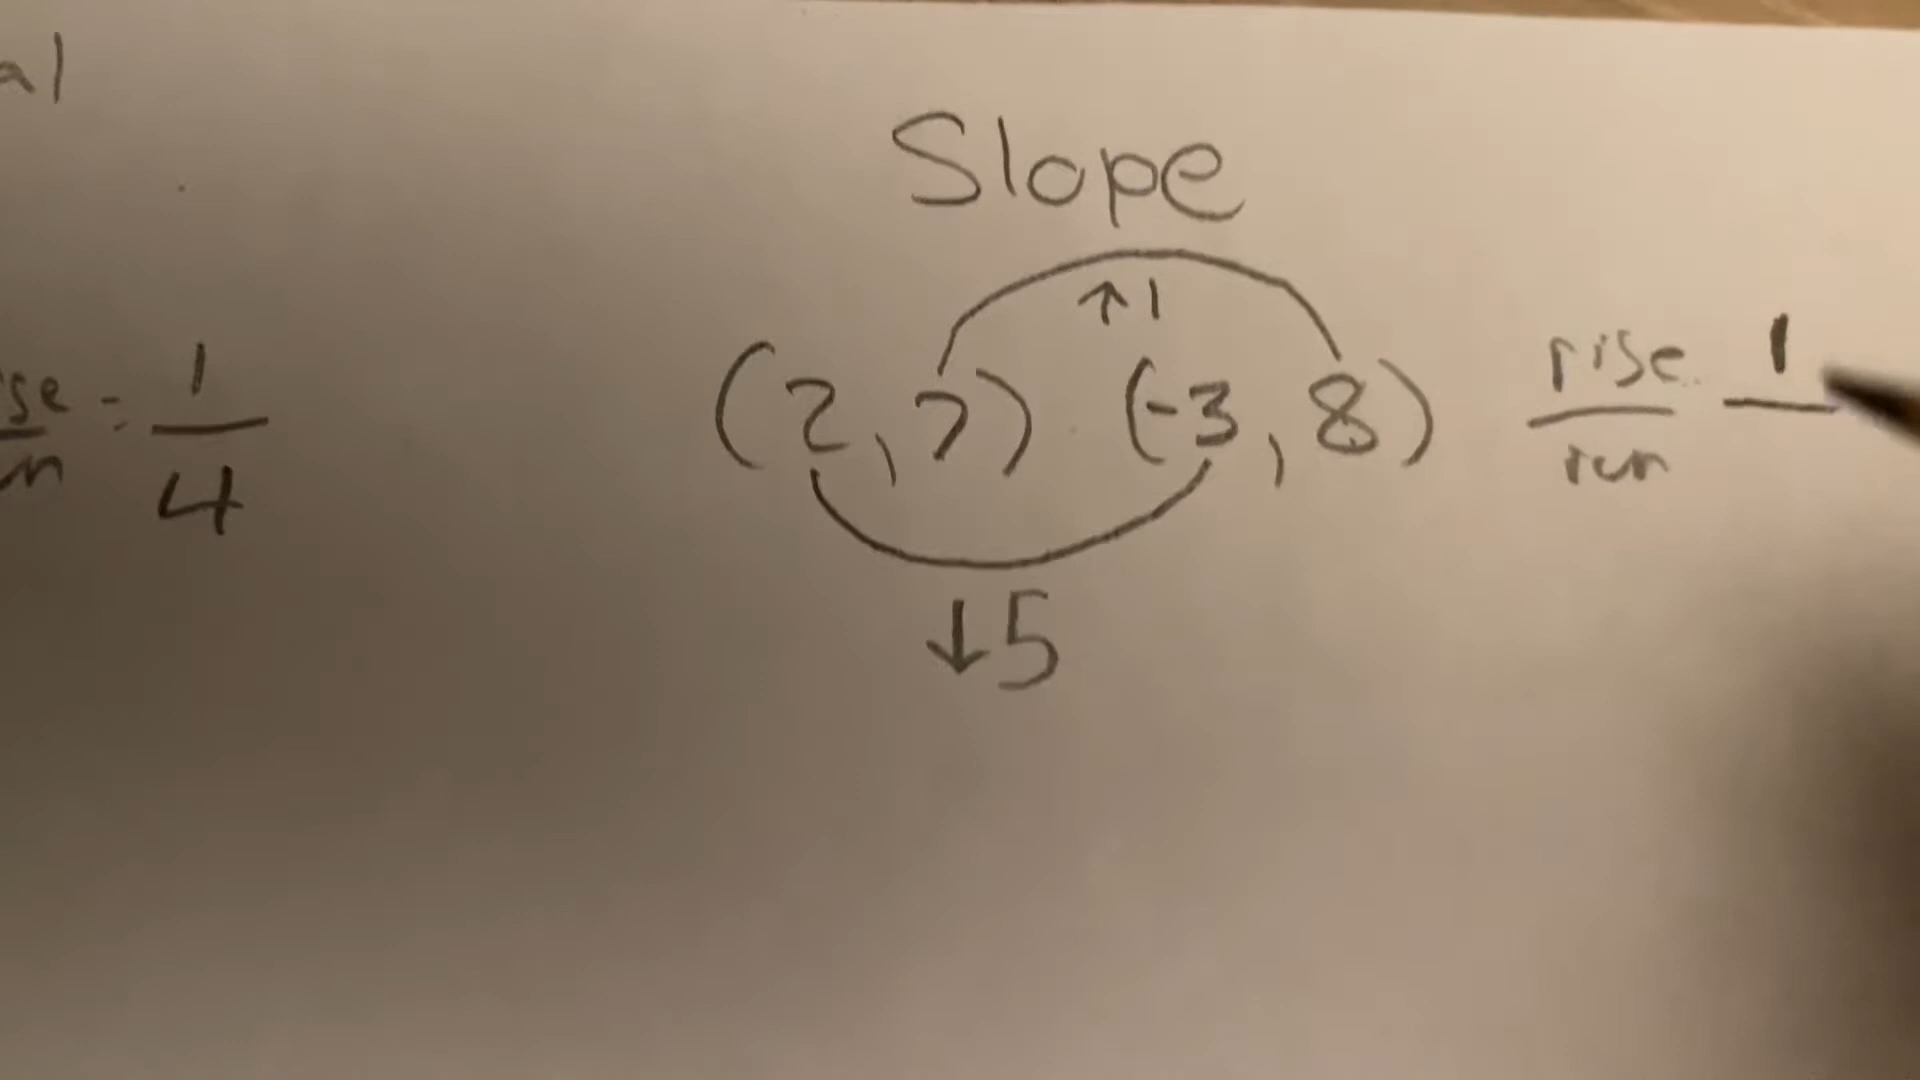 al
Slope
↑1
se = 1/4
n
(2,7) (-3,8) rise/run 1/
↓5